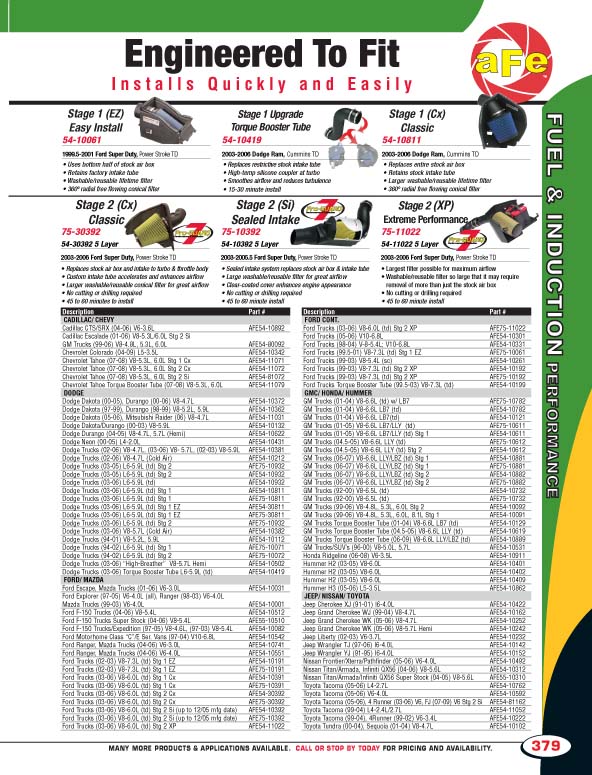 Engineered To Fit
Installs Quickly and Easily
aFe
Stage 1 (EZ)
Easy Install
54-10061
1999.5-2001 Ford Super Duty, Power Stroke TD
• Uses bottom half of stock air box
• Retains factory intake tube
• Washable/reusable lifetime filter
• 360º radial free flowing conical filter
Stage 1 Upgrade
Torque Booster Tube
54-10419
2003-2006 Dodge Ram, Cummins TD
• Replaces restrictive stock intake tube
• High-temp silicone coupler at turbo
• Smoothes airflow and reduces turbulence
• 15-30 minute install
Stage 1 (Cx)
Classic
54-10811
2003-2006 Dodge Ram, Cummins TD
• Replaces entire stock air box
• Retains stock intake tube
• Larger washable/reusable lifetime filter
• 360º radial free flowing conical filter
Stage 2 (Cx)
Classic
75-30392
54-30392 5 Layer
2003-2006 Ford Super Duty, Power Stroke TD
• Replaces stock air box and intake to turbo & throttle body
• Custom intake tube accelerates and enhances airflow
• Larger washable/reusable conical filter for great airflow
• No cutting or drilling required
• 45 to 60 minutes to install
Stage 2 (Si)
Sealed Intake
75-10392
54-10392 5 Layer
2003-2006.5 Ford Super Duty, Power Stroke TD
• Sealed intake system replaces stock air box & intake tube
• Large washable/reusable filter for great airflow
• Clear-coated cover enhances engine appearance
• No cutting or drilling required
• 45 to 60 minute install
Stage 2 (XP)
Extreme Performance
75-11022
54-11022 5 Layer
2003-2006 Ford Super Duty, Power Stroke TD
• Largest filter possible for maximum airflow
• Washable/reusable filter so large that it may require
removal of more than just the stock air box
• No cutting or drilling required
• 45 to 60 minute install
Description Part #
CADILLAC/ CHEVY
Cadillac CTS/SRX (04-06) V6-3.6L AFE54-10892
Cadillac Escalade (01-06) V8-5.3L/6.0L Stg 2 Si
GM Trucks (99-06) V8-4.8L, 5.3L, 6.0L AFE54-80092
Chevrolet Colorado (04-09) L5-3.5L AFE54-10342
Chevrolet Tahoe (07-08) V8-5.3L, 6.0L Stg 1 Cx AFE54-11071
Chevrolet Tahoe (07-08) V8-5.3L, 6.0L Stg 2 Cx AFE54-11072
Chevrolet Tahoe (07-08) V8-5.3L, 6.0L Stg 2 Si AFE54-81072
Chevrolet Tahoe Torque Booster Tube (07-08) V8-5.3L, 6.0L AFE54-11079
DODGE
Dodge Dakota (00-05), Durango (00-06) V8-4.7L AFE54-10372
Dodge Dakota (97-99), Durango (98-99) V8-5.2L, 5.9L AFE54-10362
Dodge Dakota (05-06), Mitsubishi Raider (06) V8-4.7L AFE54-11031
Dodge Dakota/Durango (00-03) V8-5.9L AFE54-10132
Dodge Durango (04-05) V8-4.7L, 5.7L (Hemi) AFE54-10622
Dodge Neon (00-05) L4-2.0L AFE54-10431
Dodge Trucks (02-06) V8-4.7L, (03-06) V8- 5.7L, (02-03) V8-5.9L AFE54-10381
Dodge Trucks (02-06) V8-4.7L (Cold Air) AFE54-10412
Dodge Trucks (03-05) L6-5.9L (td) Stg 2 AFE75-10932
Dodge Trucks (03-06) L6-5.9L (td) Stg 2 AFE54-10932
Dodge Trucks (03-06) L6-5.9L (td) AFE54-10932
Dodge Trucks (03-06) L6-5.9L (td) Stg 1 AFE54-10811
Dodge Trucks (03-06) L6-5.9L (td) Stg 1 AFE75-10811
Dodge Trucks (03-06) L6-5.9L (td) Stg 1 EZ AFE54-30811
Dodge Trucks (03-06) L6-5.9L (td) Stg 1 EZ AFE75-30811
Dodge Trucks (03-06) L6-5.9L (td) Stg 2 AFE75-10932
Dodge Trucks (03-06) V8-5.7L (Cold Air) AFE54-10382
Dodge Trucks (94-01) V8-5.2L, 5.9L AFE54-10112
Dodge Trucks (94-02) L6-5.9L (td) Stg 1 AFE75-10071
Dodge Trucks (94-02) L6-5.9L (td) Stg 2 AFE75-10072
Dodge Trucks (03-06) "High-Breather" V8-5.7L Hemi AFE54-10502
Dodge Trucks (03-06) Torque Booster Tube L6-5.9L (td) AFE54-10419
FORD/ MAZDA
Ford Escape, Mazda Trucks (01-06) V6-3.0L AFE54-10031
Ford Explorer (97-05) V6-4.0L (all), Ranger (98-03) V6-4.0L
Mazda Trucks (99-03) V6-4.0L AFE54-10001
Ford F-150 Trucks (04-06) V8-5.4L AFE54-10512
Ford F-150 Trucks Super Stock (04-06) V8-5.4L AFE55-10510
Ford F-150 Trucks/Expedition (97-05) V8-4.6L, (97-03) V8-5.4L AFE54-10082
Ford Motorhome Class "C"/E Ser. Vans (97-04) V10-6.8L AFE54-10542
Ford Ranger, Mazda Trucks (04-06) V6-3.0L AFE54-10741
Ford Ranger, Mazda Trucks (04-06) V6-4.0L AFE54-10551
Ford Trucks (02-03) V8-7.3L (td) Stg 1 EZ AFE54-10191
Ford Trucks (02-03) V8-7.3L (td) Stg 1 EZ AFE75-10191
Ford Trucks (03-06) V8-6.0L (td) Stg 1 Cx AFE54-10391
Ford Trucks (03-06) V8-6.0L (td) Stg 1 Cx AFE75-10391
Ford Trucks (03-06) V8-6.0L (td) Stg 2 Cx AFE54-30392
Ford Trucks (03-06) V8-6.0L (td) Stg 2 Cx AFE75-30392
Ford Trucks (03-06) V8-6.0L (td) Stg 2 Si (up to 12/05 mfg date) AFE54-10392
Ford Trucks (03-06) V8-6.0L (td) Stg 2 Si (up to 12/05 mfg date) AFE75-10392
Ford Trucks (03-06) V8-6.0L (td) Stg 2 XP AFE54-11022
Description Part #
FORD CONT.
Ford Trucks (03-06) V8-6.0L (td) Stg 2 XP AFE75-11022
Ford Trucks (05-06) V10-6.8L AFE54-10301
Ford Trucks (98-04) V-8-5.4L; V10-6.8L AFE54-10331
Ford Trucks (99.5-01) V8-7.3L (td) Stg 1 EZ AFE75-10061
Ford Trucks (99-03) V8-5.4L (sc) AFE54-10261
Ford Trucks (99-03) V8-7.3L (td) Stg 2 XP AFE54-10192
Ford Trucks (99-03) V8-7.3L (td) Stg 2 XP AFE75-10192
Ford Trucks Torque Booster Tube (99.5-03) V8-7.3L (td) AFE54-10199
GMC/ HONDA/ HUMMER
GM Trucks (01-04) V8-6.6L (td) w/ LB7 AFE75-10782
GM Trucks (01-04) V8-6.6L LB7 (td) AFE54-10782
GM Trucks (01-04) V8-6.6L LB7(td) AFE54-10121
GM Trucks (01-05) V8-6.6L LB7/LLY (td) AFE75-10611
GM Trucks (01-05) V8-6.6L LB7/LLY (td) Stg 1 AFE54-10611
GM Trucks (04.5-05) V8-6.6L LLY (td) AFE75-10612
GM Trucks (04.5-05) V8-6.6L LLY (td) Stg 2 AFE54-10612
GM Trucks (06-07) V8-6.6L LLY/LBZ (td) Stg 1 AFE54-10881
GM Trucks (06-07) V8-6.6L LLY/LBZ (td) Stg 1 AFE75-10881
GM Trucks (06-07) V8-6.6L LLY/LBZ (td) Stg 2 AFE54-10882
GM Trucks (06-07) V8-6.6L LLY/LBZ (td) Stg 2 AFE75-10882
GM Trucks (92-00) V8-6.5L (td) AFE54-10732
GM Trucks (92-00) V8-6.5L (td) AFE75-10732
GM Trucks (99-06) V8-4.8L, 5.3L, 6.0L Stg 2 AFE54-10092
GM Trucks (99-06) V8-4.8L, 5.3L, 6.0L, 8.1L Stg 1 AFE54-10091
GM Trucks Torque Booster Tube (01-04) V8-6.6L LB7 (td) AFE54-10129
GM Trucks Torque Booster Tube (04.5-05) V8-6.6L LLY (td) AFE54-10619
GM Trucks Torque Booster Tube (06-09) V8-6.6L LLY/LBZ (td) AFE54-10889
GM Trucks/SUV's (96-00) V8-5.0L, 5.7L AFE54-10531
Honda Ridgeline (06-08) V6-3.5L AFE54-10911
Hummer H2 (03-05) V8-6.0L AFE54-10401
Hummer H2 (03-05) V8-6.0L AFE54-10402
Hummer H2 (03-05) V8-6.0L AFE54-10409
Hummer H3 (05-06) L5-3.5L AFE54-10862
JEEP/ NISSAN/ TOYOTA
Jeep Cherokee XJ (91-01) I6-4.0L AFE54-10422
Jeep Grand Cherokee WJ (99-04) V8-4.7L AFE54-10162
Jeep Grand Cherokee WK (05-06) V8-4.7L AFE54-10252
Jeep Grand Cherokee WK (05-06) V8-5.7L Hemi AFE54-10242
Jeep Liberty (02-03) V6-3.7L AFE54-10232
Jeep Wrangler TJ (97-06) I6-4.0L AFE54-10142
Jeep Wrangler YJ (91-95) I6-4.0L AFE54-10152
Nissan Frontier/Xterra/Pathfinder (05-06) V6-4.0L AFE54-10492
Nissan Titan/Armada, Infiniti QX56 (04-06) V8-5.6L AFE54-10312
Nissan Titan/Armada/Infiniti QX56 Super Stock (04-05) V8-5.6L AFE55-10310
Toyota Tacoma (05-06) L4-2.7L AFE54-10762
Toyota Tacoma (05-06) V6-4.0L AFE54-10592
Toyota Tacoma (05-06), 4 Runner (03-06) V6, FJ (07-09) V6 Stg 2 Si AFE54-81162
Toyota Tacoma (99-04) L4-2.4L/2.7L AFE54-11052
Toyota Tacoma (99-04), 4Runner (99-02) V6-3.4L AFE54-10222
Toyota Tundra (00-04), Sequoia (01-04) V8-4.7L AFE54-10102
FUEL & INDUCTION PERFORMANCE
MANY MORE PRODUCTS & APPLICATIONS AVAILABLE. CALL OR STOP BY TODAY FOR PRICING AND AVAILABILITY.
379